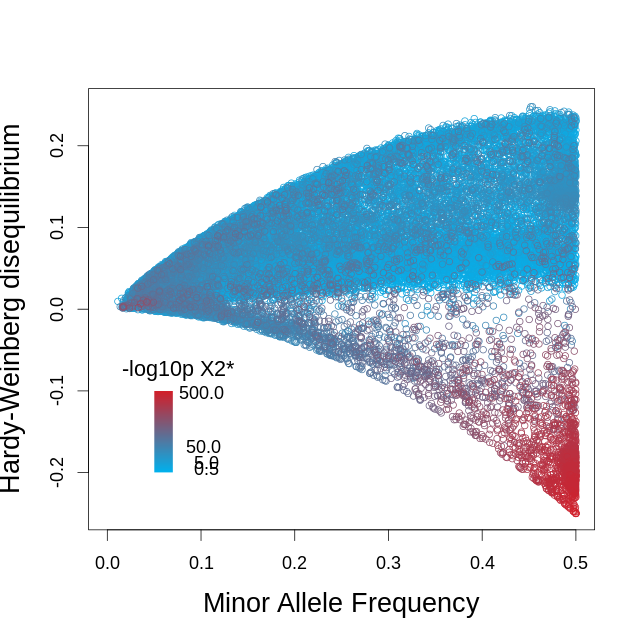 Hardy-Weinberg disequilibrium
0.2
0.1
0.0
-0.1
-0.2
-log10p X2*
500.0
50.0
5.0
0.5
0.0 0.1 0.2 0.3 0.4 0.5
Minor Allele Frequency